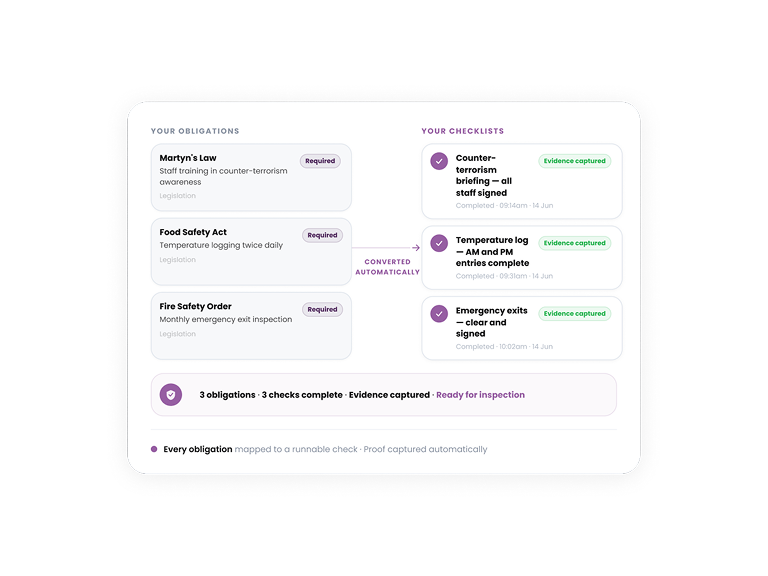 YOUR OBLIGATIONS
Martyn's Law
Required
Staff training in counter-terrorism
awareness
Legislation
Food Safety Act
Required
Temperature logging twice daily
Legislation
Fire Safety Order
Required
Monthly emergency exit inspection
Legislation
CONVERTED
AUTOMATICALLY
YOUR CHECKLISTS
Counter-
terrorism
briefing — all
staff signed
Evidence captured
Completed · 09:14am · 14 Jun
Temperature log
— AM and PM
entries complete
Evidence captured
Completed · 09:31am · 14 Jun
Emergency exits
— clear and
signed
Evidence captured
Completed · 10:02am · 14 Jun
3 obligations · 3 checks complete · Evidence captured · Ready for inspection
Every obligation mapped to a runnable check · Proof captured automatically